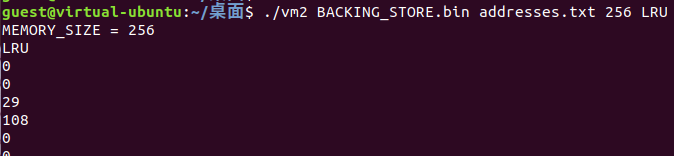 guest@virtual-ubuntu:~/桌面$ ./vm2 BACKING_STORE.bin addresses.txt 256 LRU
MEMORY_SIZE = 256
LRU
0
0
29
108
0
0